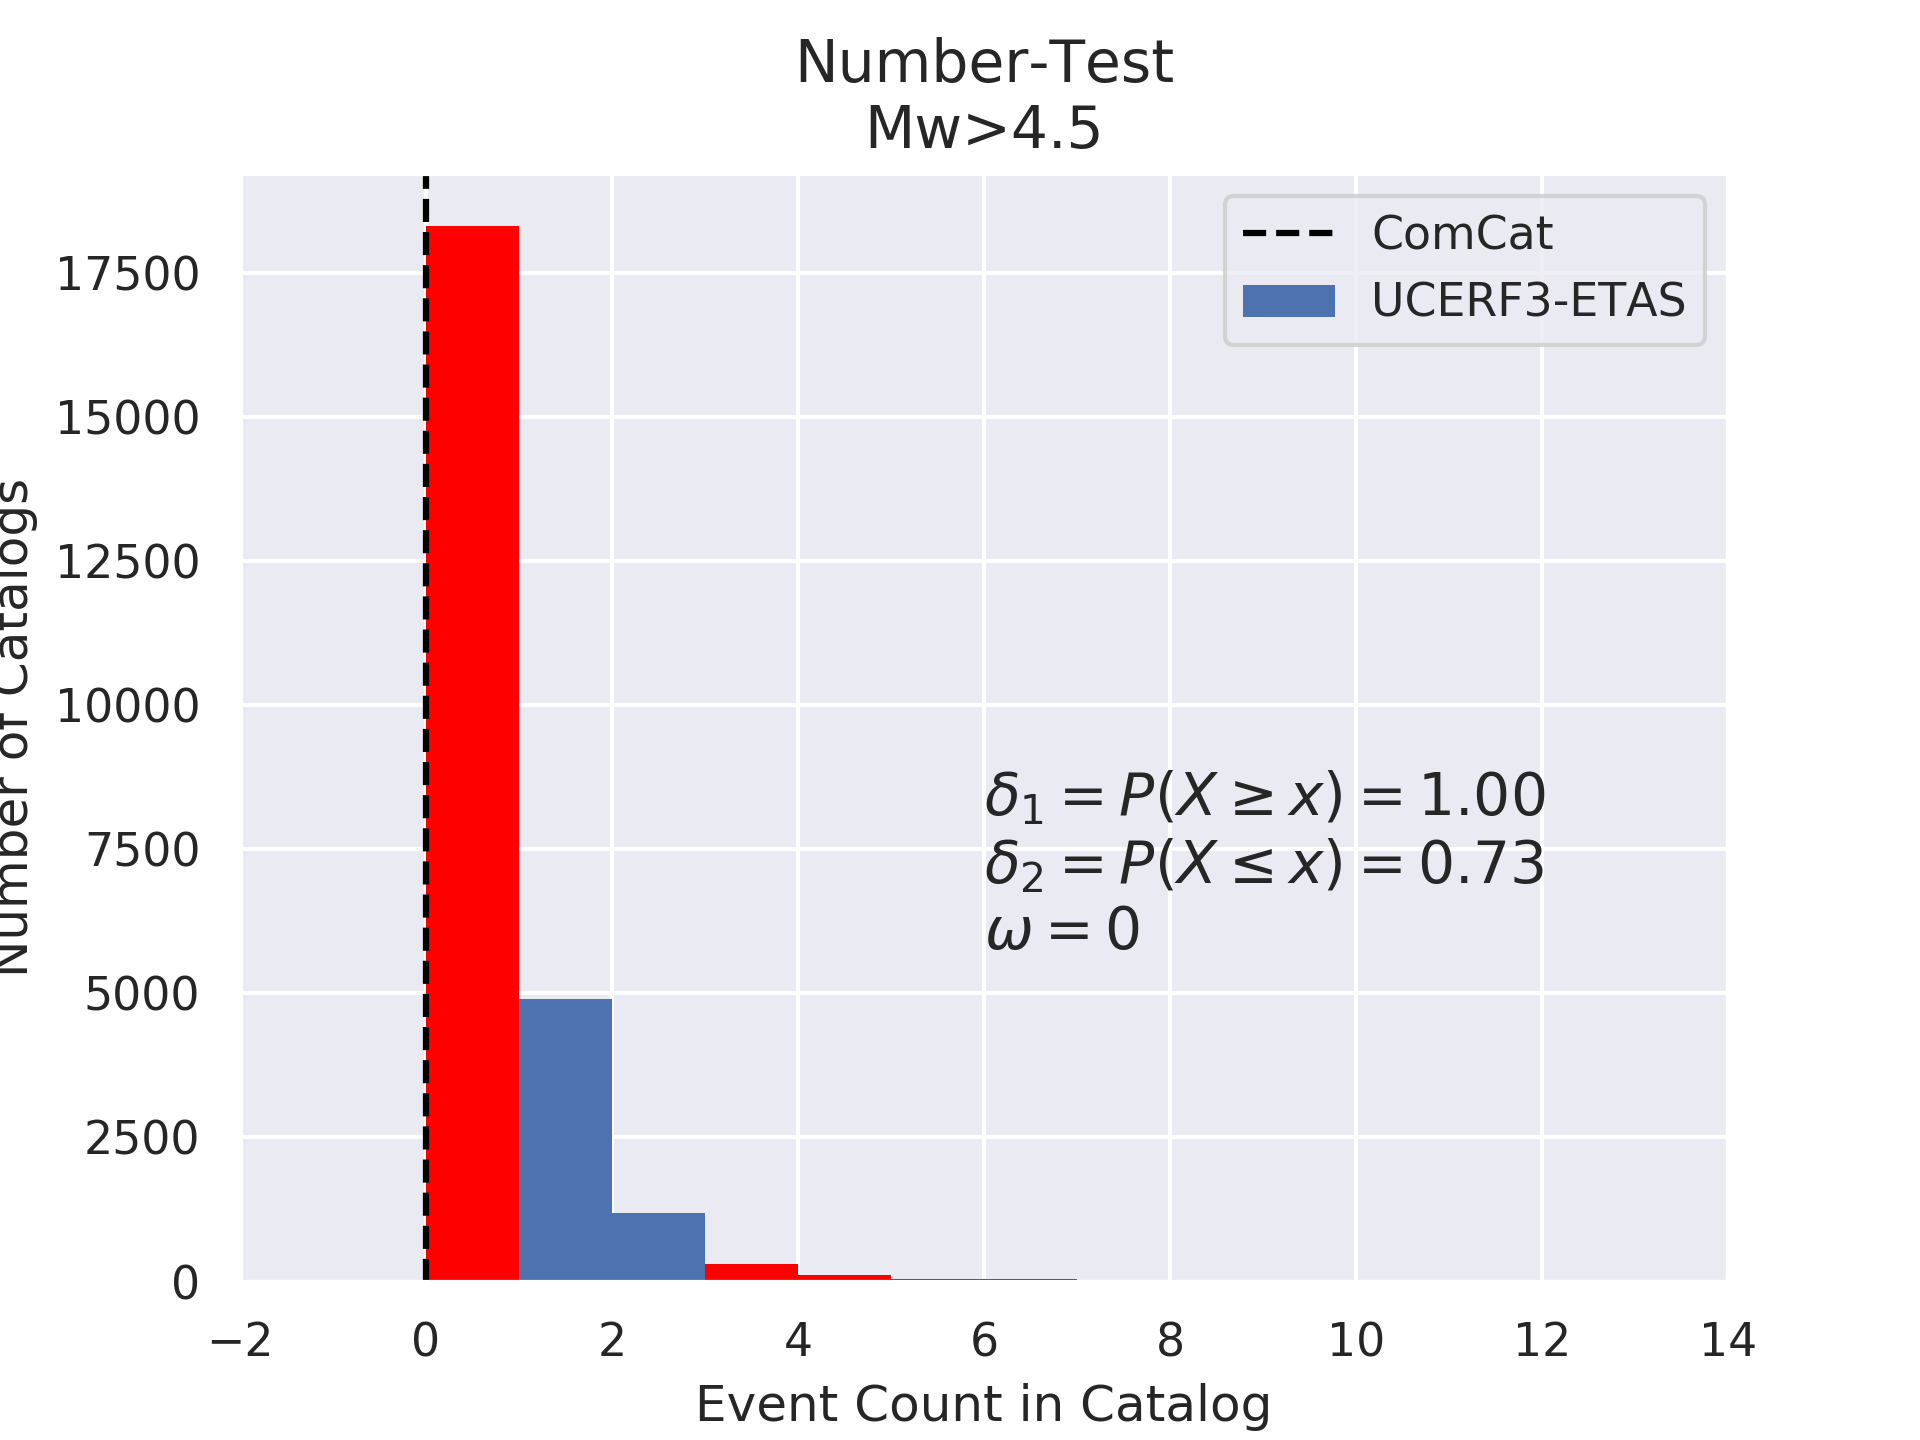 Number-Test
Mw>4.5
ComCat
UCERF3-ETAS
17500
15000
12500
10000
7500
5000
2500
0
Number of Catalogs
δ₁ = P(X ≥ x) = 1.00
δ₂ = P(X ≤ x) = 0.73
ω = 0
−2 0 2 4 6 8 10 12 14
Event Count in Catalog